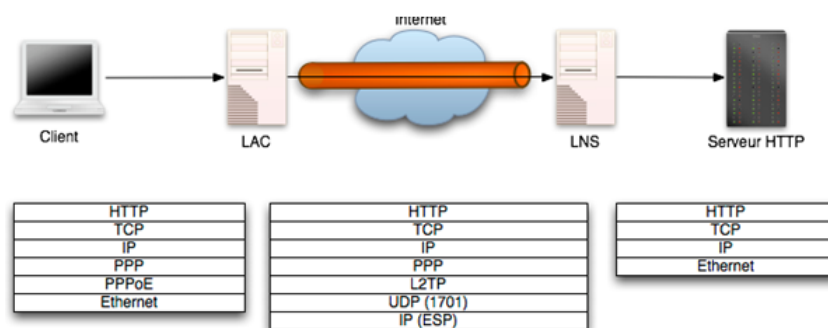 Internet
Client
LAC
LNS
Serveur HTTP
HTTP
TCP
IP
PPP
PPPoE
Ethernet
HTTP
TCP
IP
PPP
L2TP
UDP (1701)
IP (ESP)
HTTP
TCP
IP
Ethernet